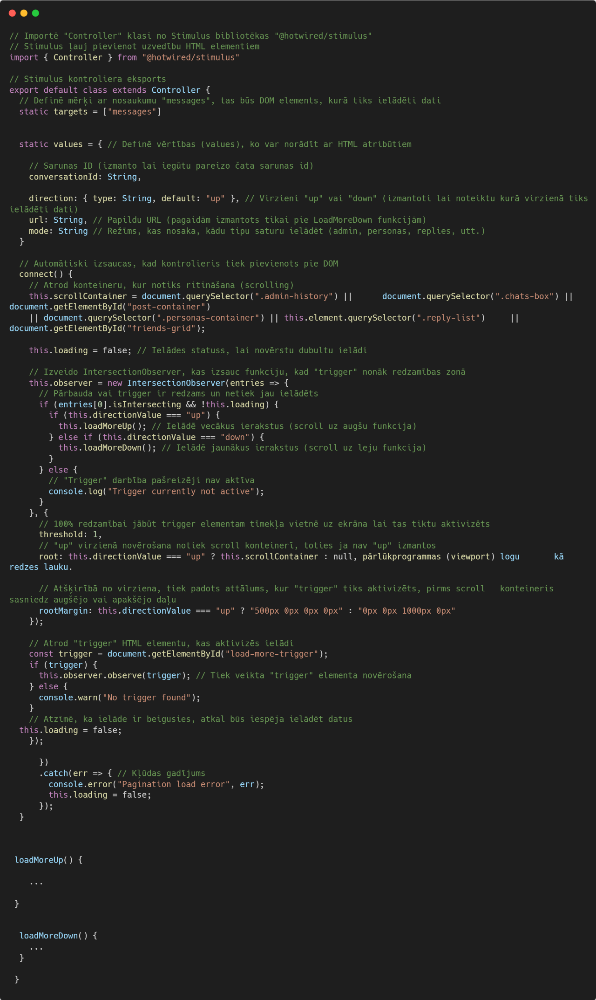 // Importē "Controller" klasi no Stimulus bibliotēkas "@hotwired/stimulus"
// Stimulus ļauj pievienot uzvedību HTML elementiem
import { Controller } from "@hotwired/stimulus"

// Stimulus kontroliera eksports
export default class extends Controller {
  // Definē mērķi ar nosaukumu "messages", tas būs DOM elements, kurā tiks ielādēti dati
  static targets = ["messages"]


  static values = { // Definē vērtības (values), ko var norādīt ar HTML atribūtiem

    // Sarunas ID (izmanto lai iegūtu pareizo čata sarunas id)
    conversationId: String,

    direction: { type: String, default: "up" }, // Virzieni "up" vai "down" (izmantoti lai noteiktu kurā virzienā tiks
ielādēti dati)
    url: String, // Papildu URL (pagaidām izmantots tikai pie LoadMoreDown funkcijām)
    mode: String // Režīms, kas nosaka, kādu tipu saturu ielādēt (admin, personas, replies, utt.)
  }

  // Automātiski izsaucas, kad kontrolieris tiek pievienots pie DOM
  connect() {
    // Atrod konteineru, kur notiks ritināšana (scrolling)
    this.scrollContainer = document.querySelector(".admin-history") ||      document.querySelector(".chats-box") ||
document.getElementById("post-container")
    || document.querySelector(".personas-container") || this.element.querySelector(".reply-list")     ||
document.getElementById("friends-grid");

    this.loading = false; // Ielādes statuss, lai novērstu dubultu ielādi

    // Izveido IntersectionObserver, kas izsauc funkciju, kad "trigger" nonāk redzamības zonā
    this.observer = new IntersectionObserver(entries => {
      // Pārbauda vai trigger ir redzams un netiek jau ielādēts
      if (entries[0].isIntersecting && !this.loading) {
        if (this.directionValue === "up") {
          this.loadMoreUp(); // Ielādē vecākus ierakstus (scroll uz augšu funkcija)
        } else if (this.directionValue === "down") {
          this.loadMoreDown(); // Ielādē jaunākus ierakstus (scroll uz leju funkcija)
        }
      } else {
        // "Trigger" darbība pašreizēji nav aktīva
        console.log("Trigger currently not active");
      }
    }, {
      // 100% redzamībai jābūt trigger elementam tīmekļa vietnē uz ekrāna lai tas tiktu aktivizēts
      threshold: 1,
      // "up" virzienā novērošana notiek scroll konteinerī, toties ja nav "up" izmantos
      root: this.directionValue === "up" ? this.scrollContainer : null, pārlūkprogrammas (viewport) logu       kā
redzes lauku.

      // Atšķirībā no virziena, tiek padots attālums, kur "trigger" tiks aktivizēts, pirms scroll   konteineris
sasniedz augšējo vai apakšējo daļu
      rootMargin: this.directionValue === "up" ? "500px 0px 0px 0px" : "0px 0px 1000px 0px"
    });

    // Atrod "trigger" HTML elementu, kas aktivizēs ielādi
    const trigger = document.getElementById("load-more-trigger");
    if (trigger) {
      this.observer.observe(trigger); // Tiek veikta "trigger" elementa novērošana
    } else {
      console.warn("No trigger found");
    }
    // Atzīmē, ka ielāde ir beigusies, atkal būs iespēja ielādēt datus
  this.loading = false;
    });

      })
      .catch(err => { // Kļūdas gadījums
        console.error("Pagination load error", err);
        this.loading = false;
      });
  }



 loadMoreUp() {

    ...

 }


  loadMoreDown() {
    ...
  }

 }